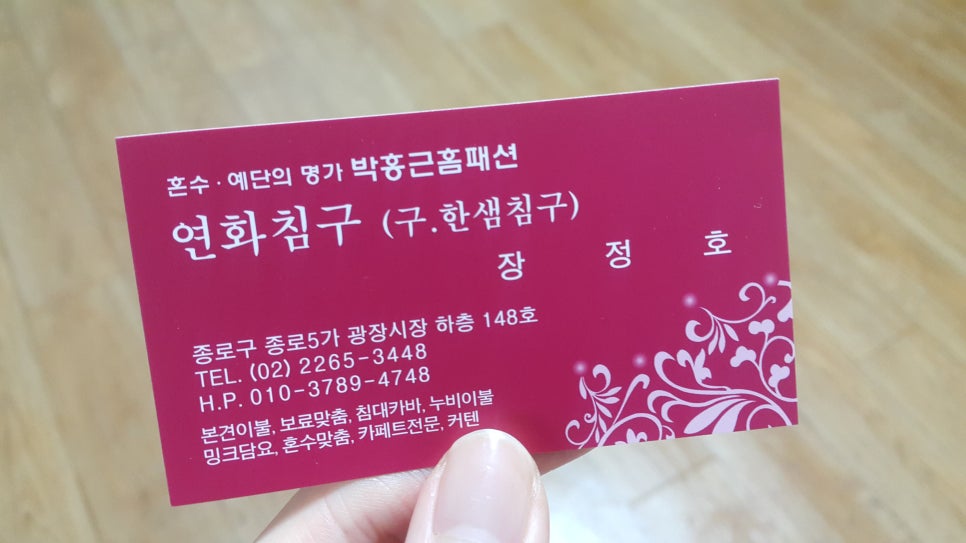 혼수·예단의 명가 박홍근홈패션
연화침구 (구.한샘침구)
장 정 호
종로구 종로5가 광장시장 하층 148호
TEL. (02) 2265-3448
H.P. 010-3789-4748
본견이불, 보료맞춤, 침대카바, 누비이불
밍크담요, 혼수맞춤, 카페트전문, 커텐